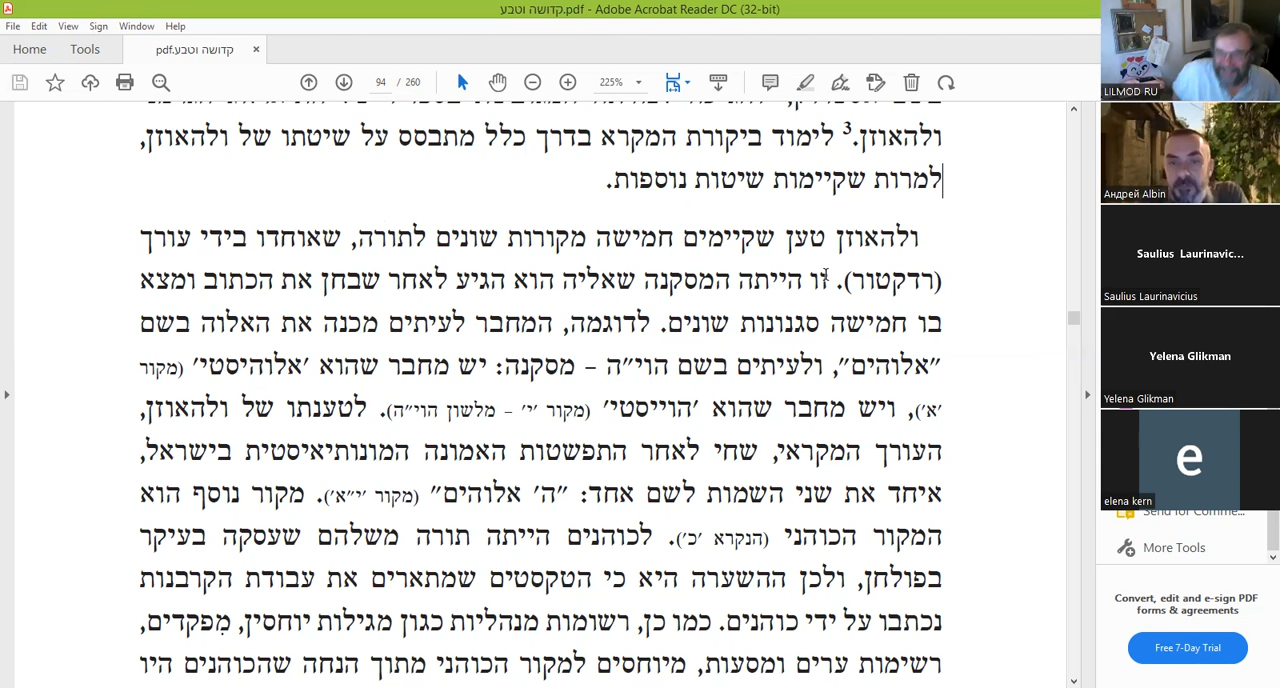 קדושה וטבע.pdf - Adobe Acrobat Reader DC (32-bit)
File Edit View Sign Window Help
Home Tools קדושה וטבע.pdf ×
94 / 260 225%
ולהאוזן.3 לימוד ביקורת המקרא בדרך כלל מתבסס על שיטתו של ולהאוזן,
למרות שקיימות שיטות נוספות.
ולהאוזן טען שקיימים חמישה מקורות שונים לתורה, שאוחדו בידי עורך
(רדקטור). זו הייתה המסקנה שאליה הוא הגיע לאחר שבחן את הכתוב ומצא
בו חמישה סגנונות שונים. לדוגמה, המחבר לעיתים מכנה את האלוה בשם
"אלוהים", ולעיתים בשם הוי"ה – מסקנה: יש מחבר שהוא 'אלוהיסטי' (מקור
'א'), ויש מחבר שהוא 'הוייסטי' (מקור 'י' – מלשון הוי"ה). לטענתו של ולהאוזן,
העורך המקראי, שחי לאחר התפשטות האמונה המונותיאיסטית בישראל,
איחד את שני השמות לשם אחד: "ה' אלוהים" (מקור 'י"א'). מקור נוסף הוא
המקור הכוהני (הנקרא 'כ'). לכוהנים הייתה תורה משלהם שעסקה בעיקר
בפולחן, ולכן ההשערה היא כי הטקסטים שמתארים את עבודת הקרבנות
נכתבו על ידי כוהנים. כמו כן, רשומות מנהליות כגון מגילות יוחסין, מִפקדים,
רשימות ערים ומסעות, מיוחסים למקור הכוהני מתוך הנחה שהכוהנים היו
LILMOD RU
Андрей Albin
Saulius Laurinavic...
Saulius Laurinavicius
Yelena Glikman
Yelena Glikman
e
elena kern
Send for Comme...
More Tools
Convert, edit and e-sign PDF
forms & agreements
Free 7-Day Trial